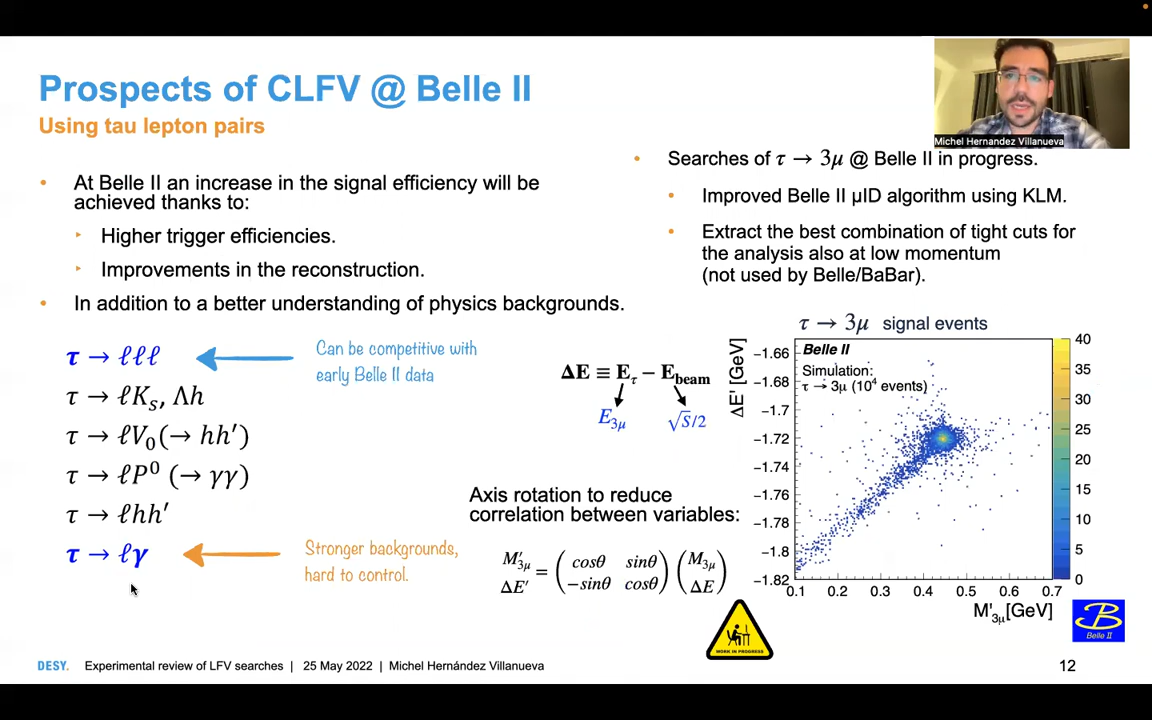 Prospects of CLFV @ Belle II
Using tau lepton pairs
Michel Hernandez Villanueva
• At Belle II an increase in the signal efficiency will be
achieved thanks to:
‣ Higher trigger efficiencies.
‣ Improvements in the reconstruction.
• In addition to a better understanding of physics backgrounds.
τ → ℓℓℓ
Can be competitive with
early Belle II data
τ → ℓK_s, Λh
τ → ℓV_0(→ hh′)
τ → ℓP^0 (→ γγ)
τ → ℓhh′
τ → ℓγ
Stronger backgrounds,
hard to control.
• Searches of τ → 3μ @ Belle II in progress.
• Improved Belle II μID algorithm using KLM.
• Extract the best combination of tight cuts for
the analysis also at low momentum
(not used by Belle/BaBar).
ΔE ≡ E_τ − E_beam
E_3μ √S/2
Axis rotation to reduce
correlation between variables:
M′_3μ cosθ sinθ M_3μ
=
ΔE′ −sinθ cosθ ΔE
τ → 3μ signal events
Belle II
Simulation:
τ → 3μ (10^4 events)
ΔE' [GeV]
−1.66
−1.68
−1.7
−1.72
−1.74
−1.76
−1.78
−1.8
−1.82
0.1 0.2 0.3 0.4 0.5 0.6 0.7
M'_3μ [GeV]
40
35
30
25
20
15
10
5
0
WORK IN PROGRESS
Belle II
DESY. Experimental review of LFV searches | 25 May 2022 | Michel Hernández Villanueva
12